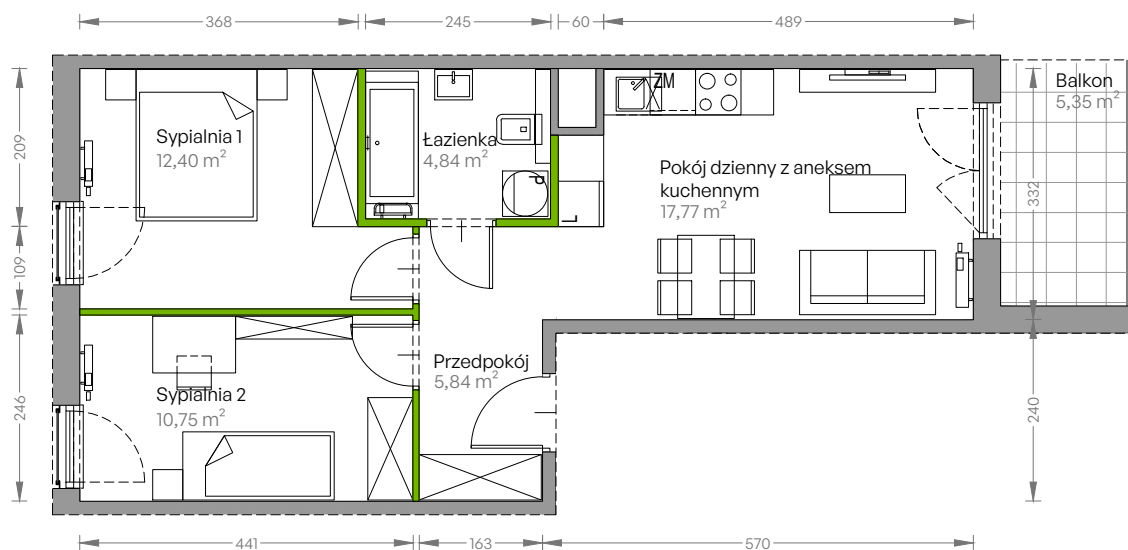 368
245
60
489
Balkon
5,35 m²
ZM
Sypialnia 1
12,40 m²
Łazienka
4,84 m²
Pokój dzienny z aneksem
kuchennym
17,77 m²
209
332
L
109
Przedpokój
5,84 m²
Sypialnia 2
10,75 m²
246
240
441
163
570